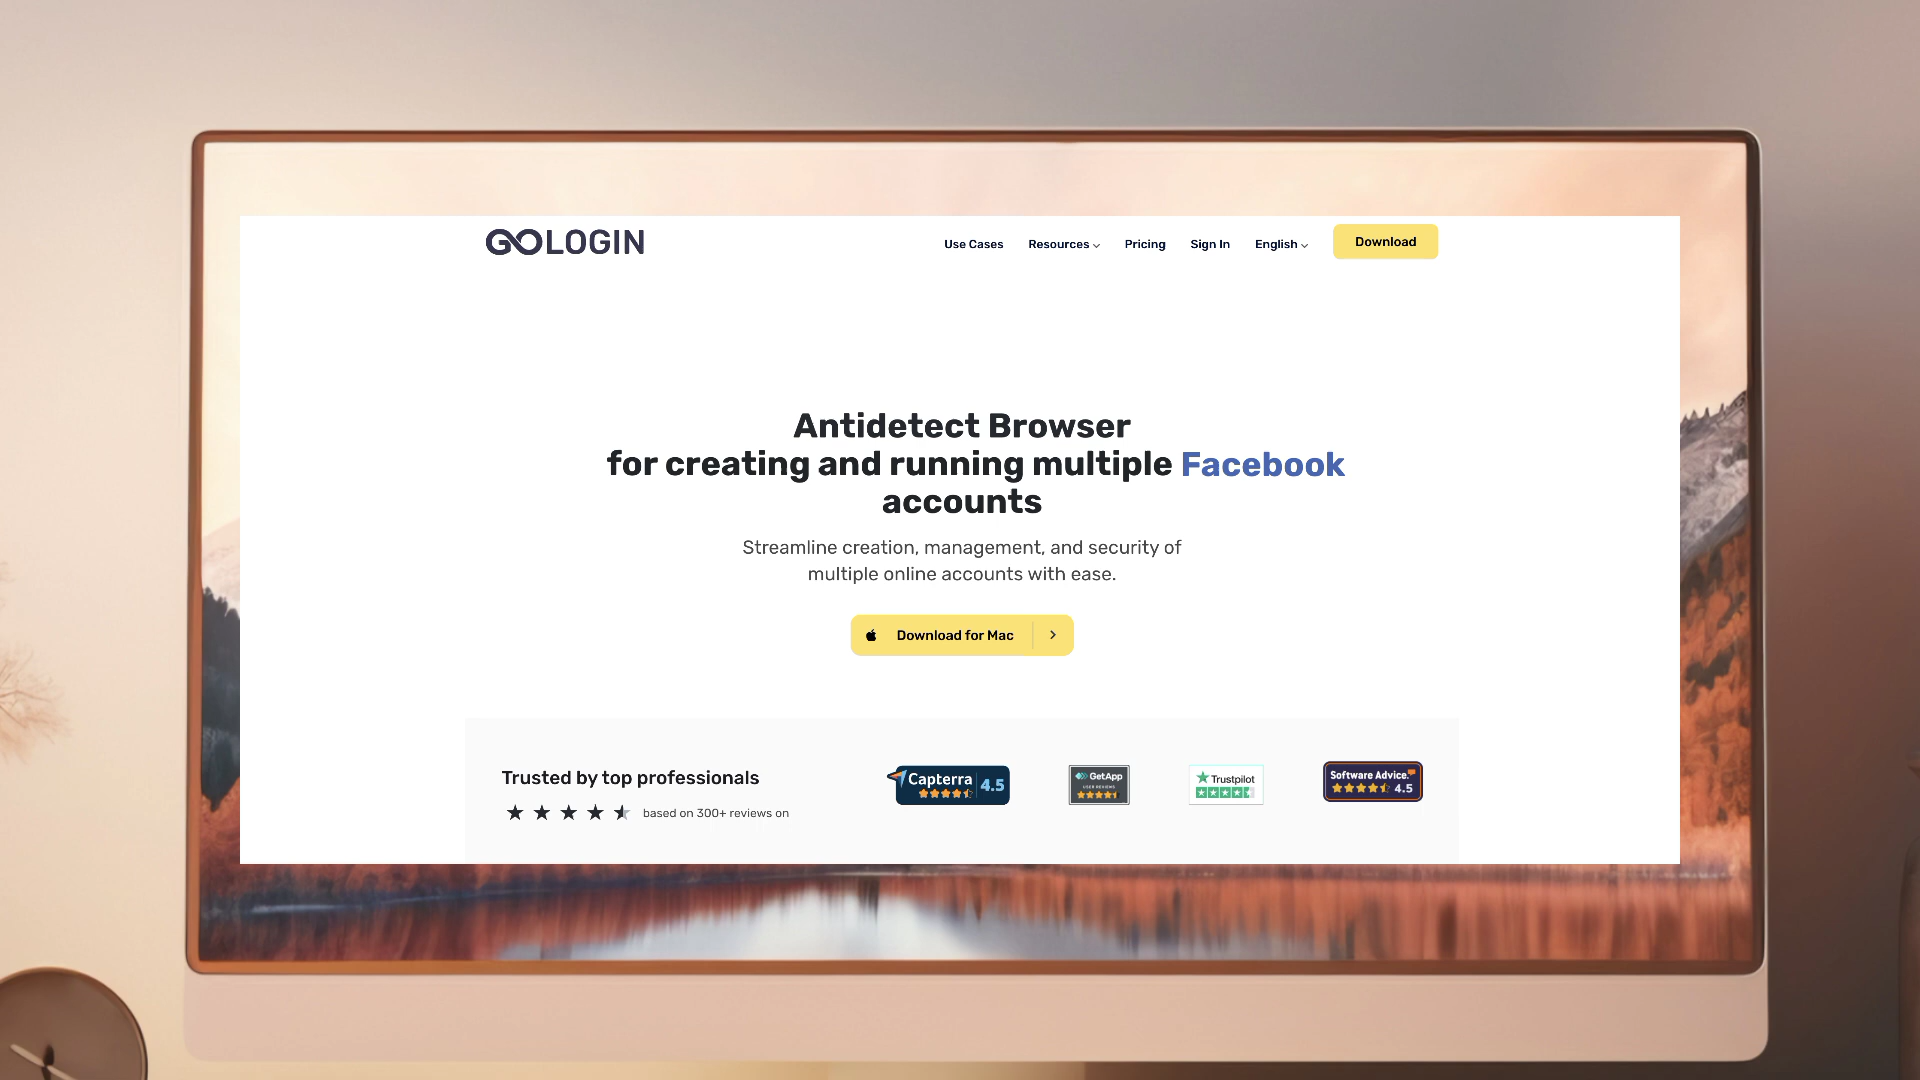 GOLOGIN
Use Cases
Resources
Pricing
Sign In
English
Download
Antidetect Browser
for creating and running multiple Facebook
accounts
Streamline creation, management, and security of
multiple online accounts with ease.
Download for Mac
Trusted by top professionals
based on 300+ reviews on
Capterra 4.5
GetApp
USER REVIEWS
Trustpilot
Software Advice.
4.5